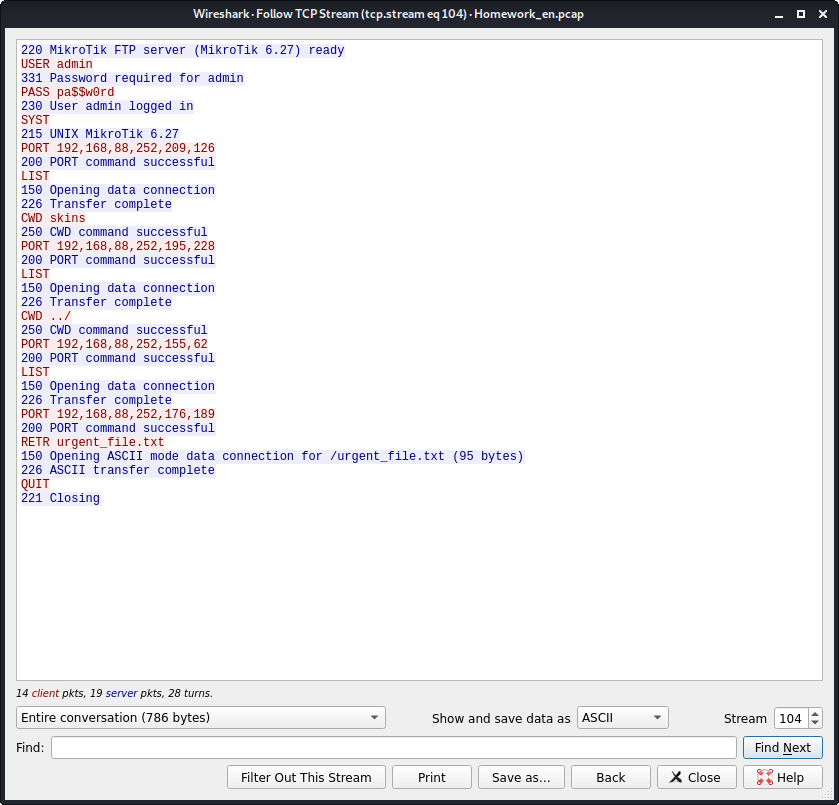 Wireshark · Follow TCP Stream (tcp.stream eq 104) · Homework_en.pcap
220 MikroTik FTP server (MikroTik 6.27) ready
USER admin
331 Password required for admin
PASS pa$$w0rd
230 User admin logged in
SYST
215 UNIX MikroTik 6.27
PORT 192,168,88,252,209,126
200 PORT command successful
LIST
150 Opening data connection
226 Transfer complete
CWD skins
250 CWD command successful
PORT 192,168,88,252,195,228
200 PORT command successful
LIST
150 Opening data connection
226 Transfer complete
CWD ../
250 CWD command successful
PORT 192,168,88,252,155,62
200 PORT command successful
LIST
150 Opening data connection
226 Transfer complete
PORT 192,168,88,252,176,189
200 PORT command successful
RETR urgent_file.txt
150 Opening ASCII mode data connection for /urgent_file.txt (95 bytes)
226 ASCII transfer complete
QUIT
221 Closing
14 client pkts, 19 server pkts, 28 turns.
Entire conversation (786 bytes) Show and save data as ASCII Stream 104
Find: Find Next
Filter Out This Stream Print Save as… Back Close Help